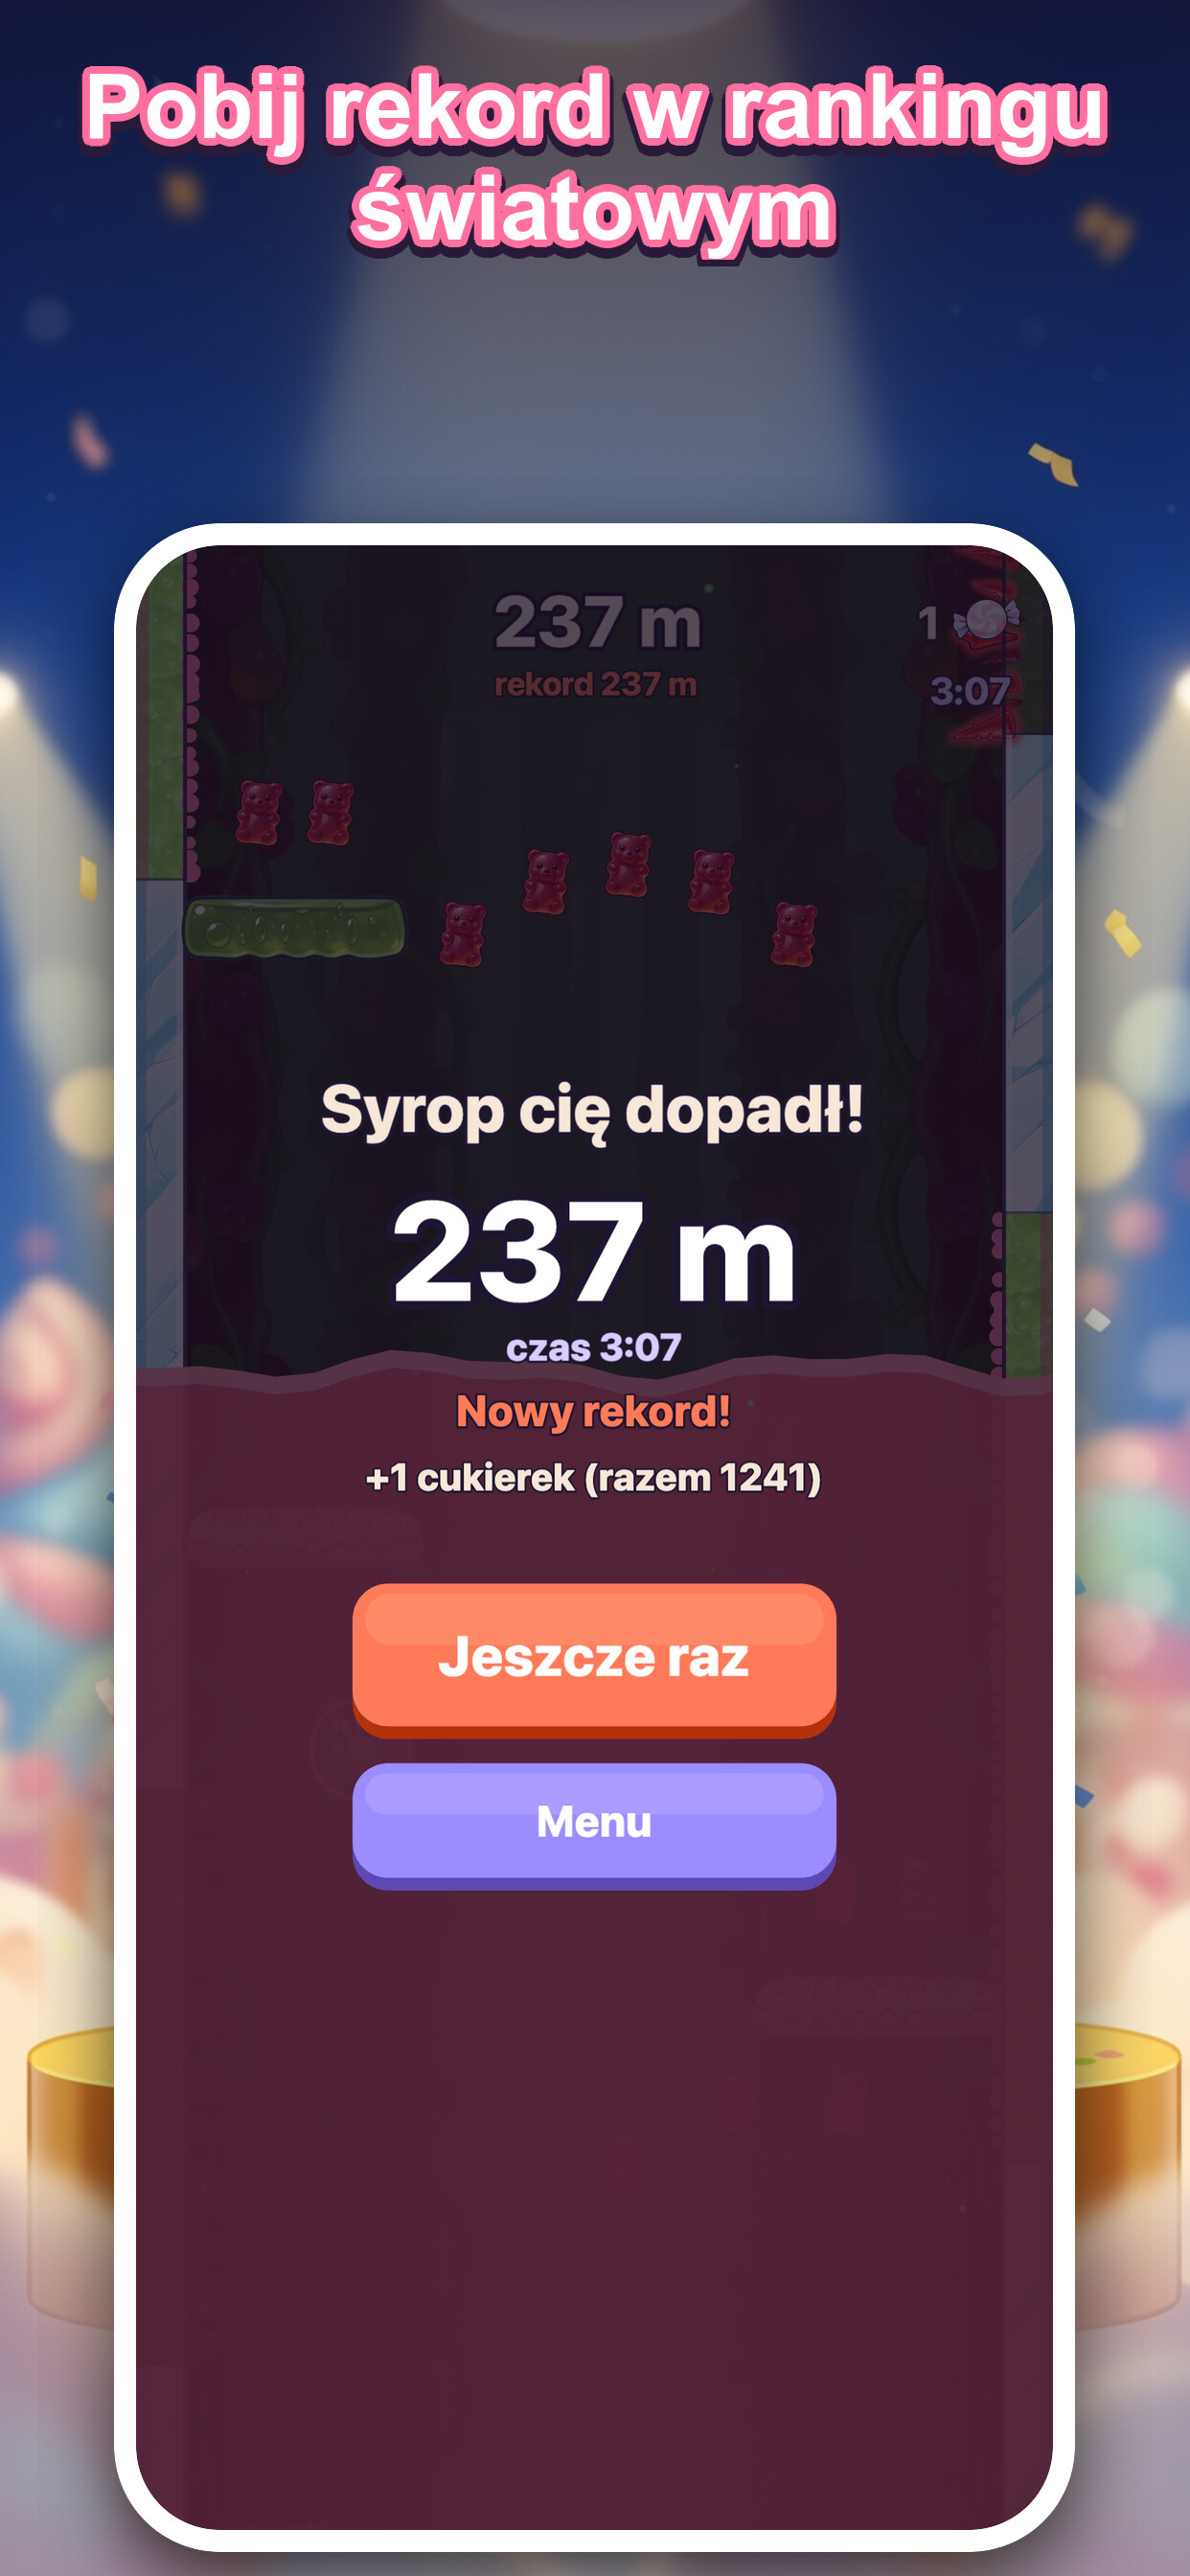 Pobij rekord w rankingu
światowym
237 m
1
rekord 237 m
3:07
Syrop cię dopadł!
237 m
czas 3:07
Nowy rekord!
+1 cukierek (razem 1241)
Jeszcze raz
Menu